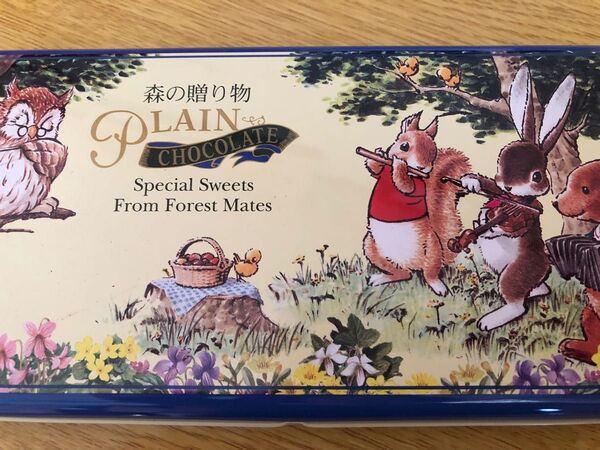 森の贈り物
PLAIN
CHOCOLATE
Special Sweets
From Forest Mates